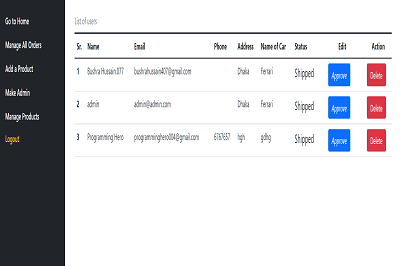 Go to Home
Manage All Orders
Add a Product
Make Admin
Manage Products
Logout
List of users
Sr. Name Email Phone Address Name of Car Status Edit Action
1 Bushra Hussain.077 bushrahussain407@gmail.com Dhaka Ferrari Shipped Approve Delete
2 admin admin@admin.com Dhaka Ferrari Shipped Approve Delete
3 Programming Hero programminghero004@gmail.com 6767657 hgh gdhg Shipped Approve Delete